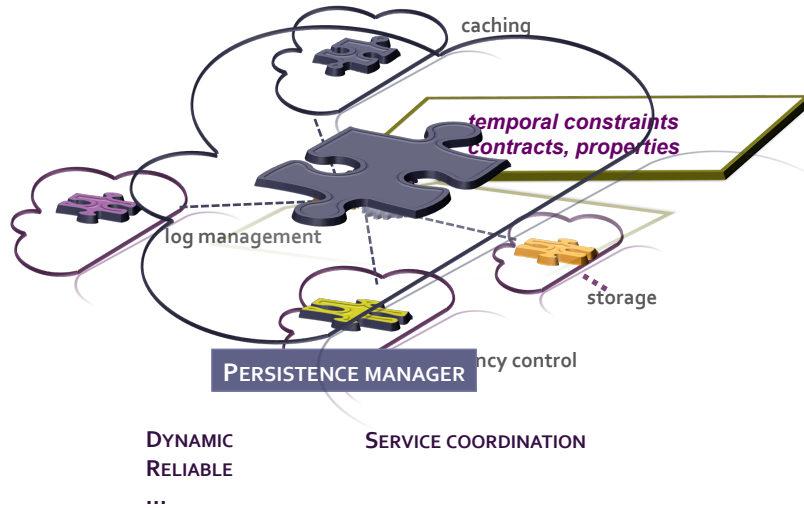 caching
temporal constraints
contracts, properties
log management
storage
ncy control
PERSISTENCE MANAGER
DYNAMIC
SERVICE COORDINATION
RELIABLE
...